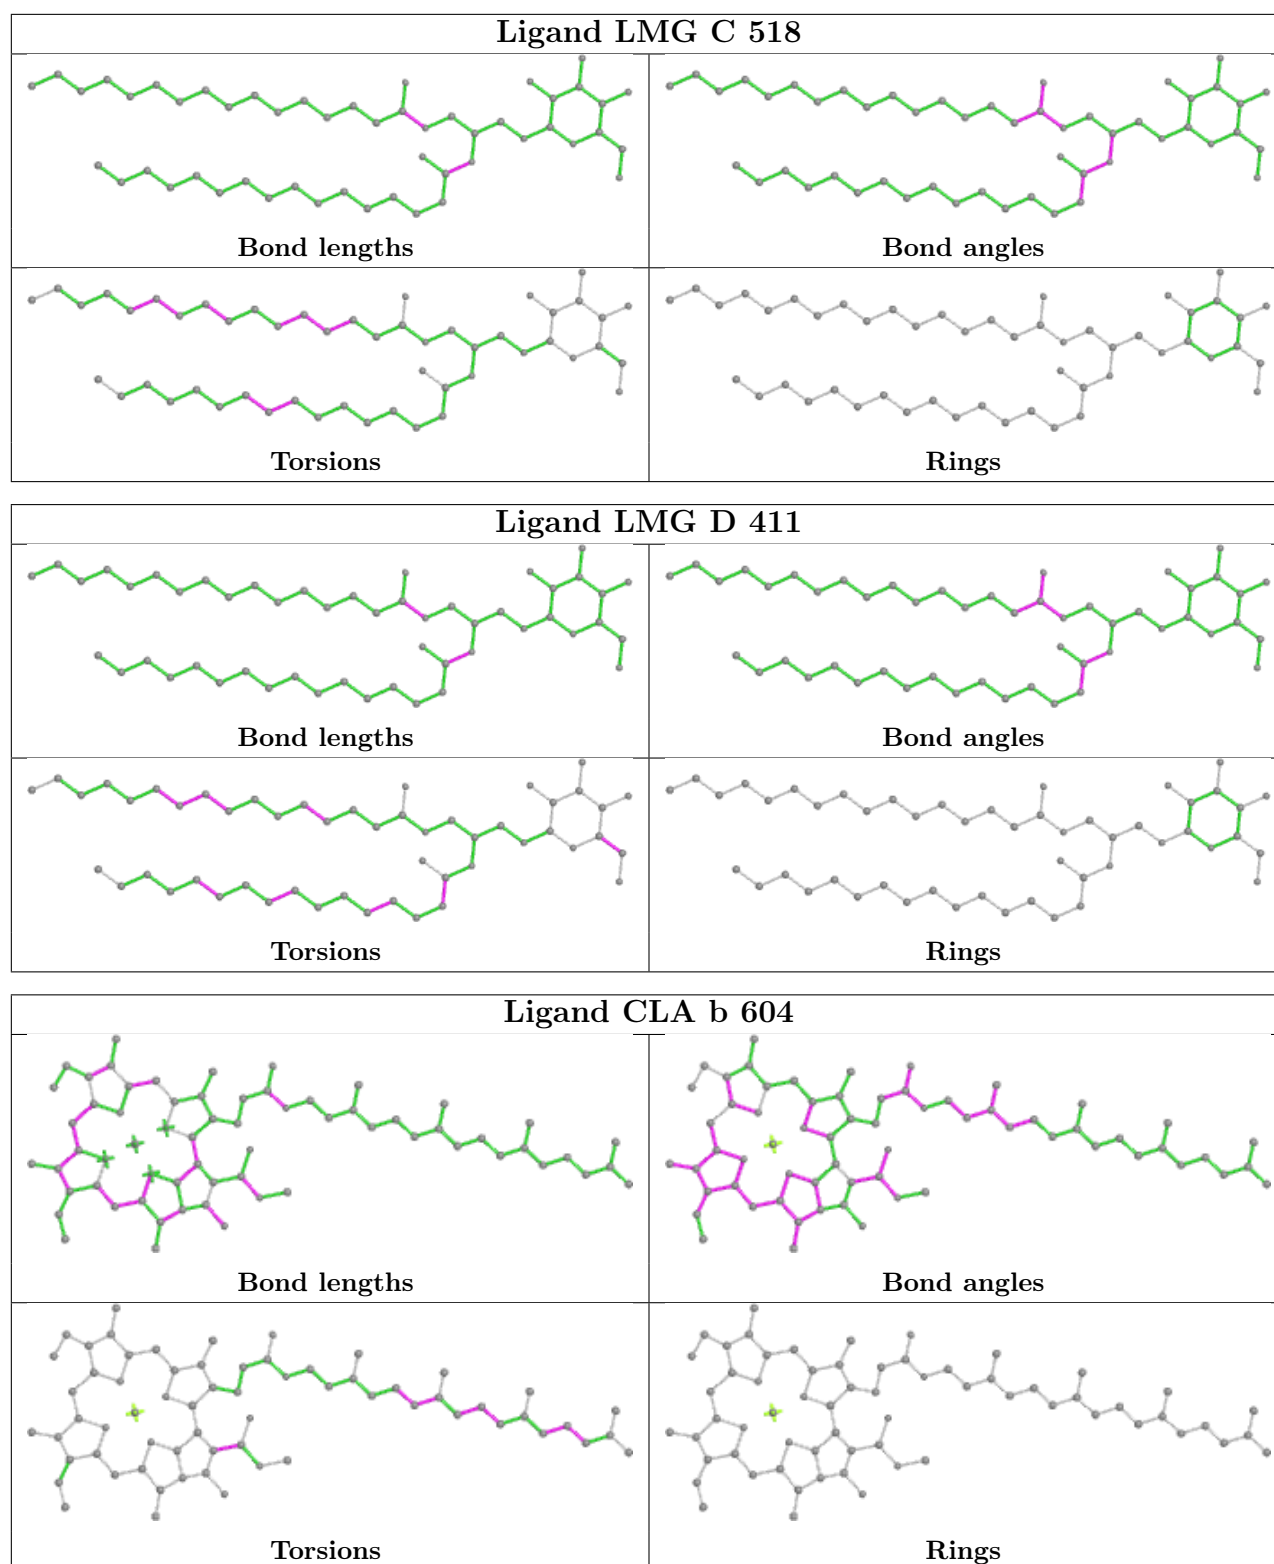 Ligand LMG C 518
Bond lengths
Bond angles
Torsions
Rings
Ligand LMG D 411
Bond lengths
Bond angles
Torsions
Rings
Ligand CLA b 604
Bond lengths
Bond angles
Torsions
Rings